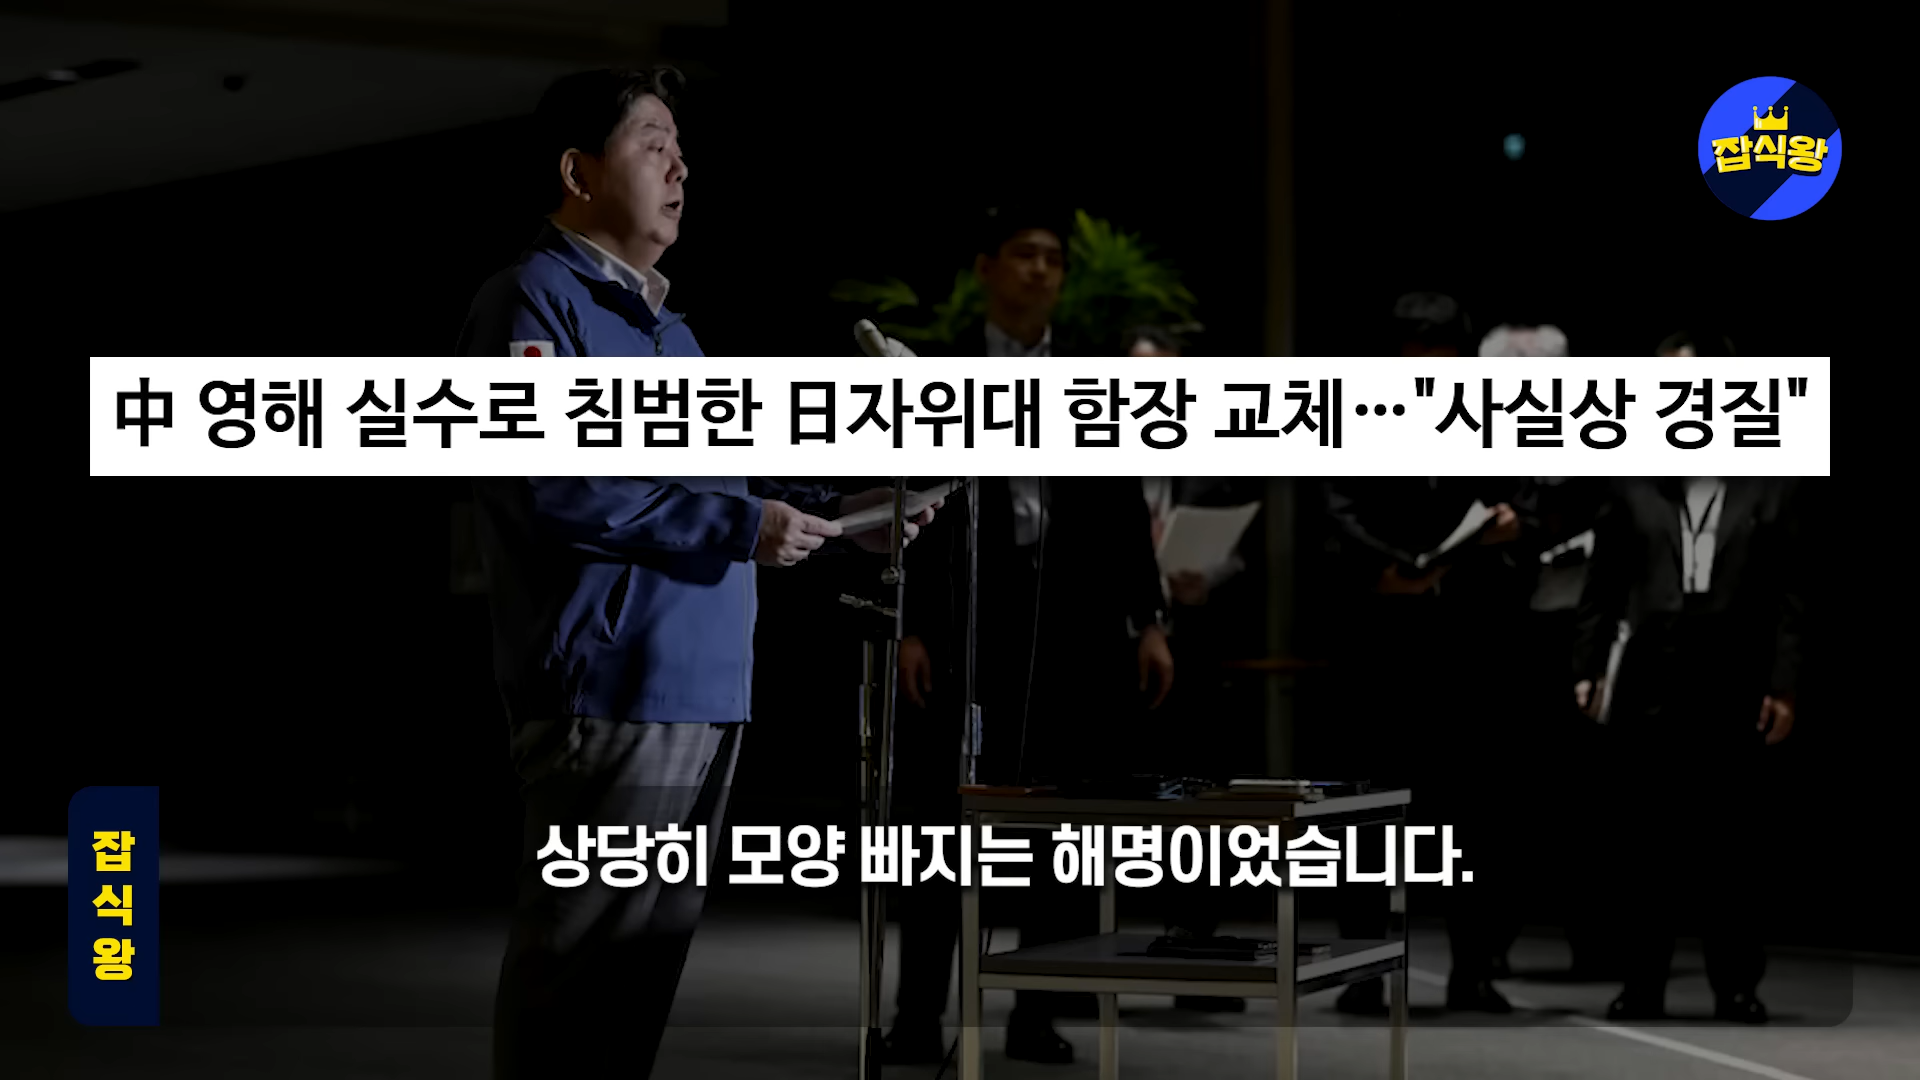 잡식왕
中 영해 실수로 침범한 日자위대 함장 교체…"사실상 경질"
상당히 모양 빠지는 해명이었습니다.
잡식왕